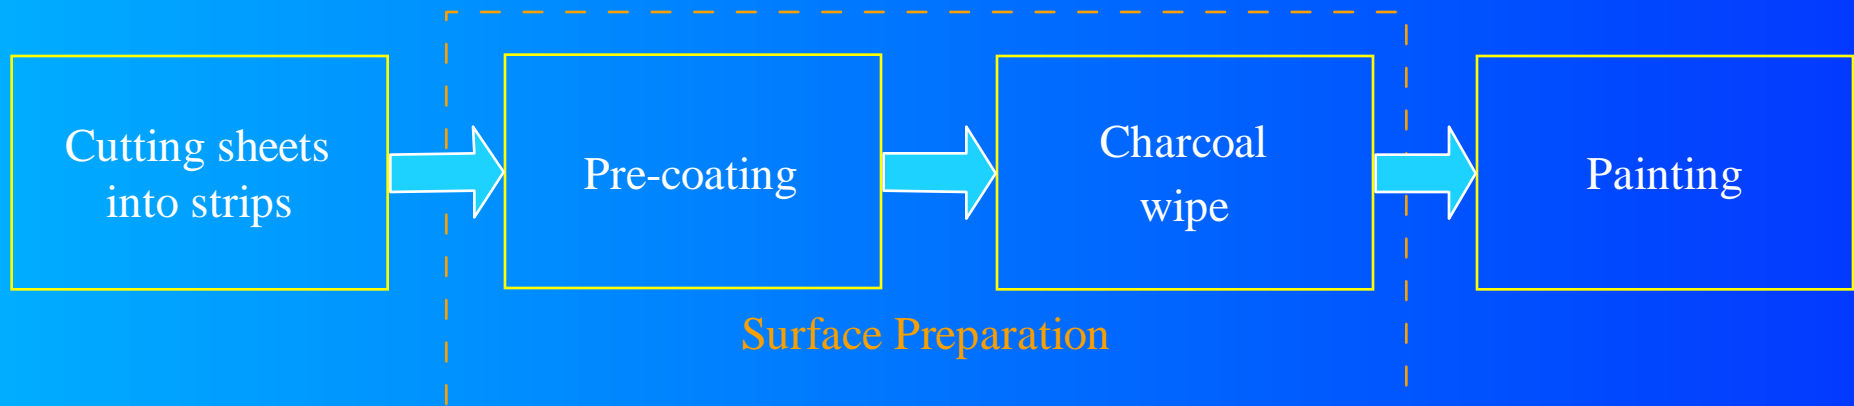 Cutting sheets
into strips
Pre-coating
Charcoal
wipe
Painting
Surface Preparation